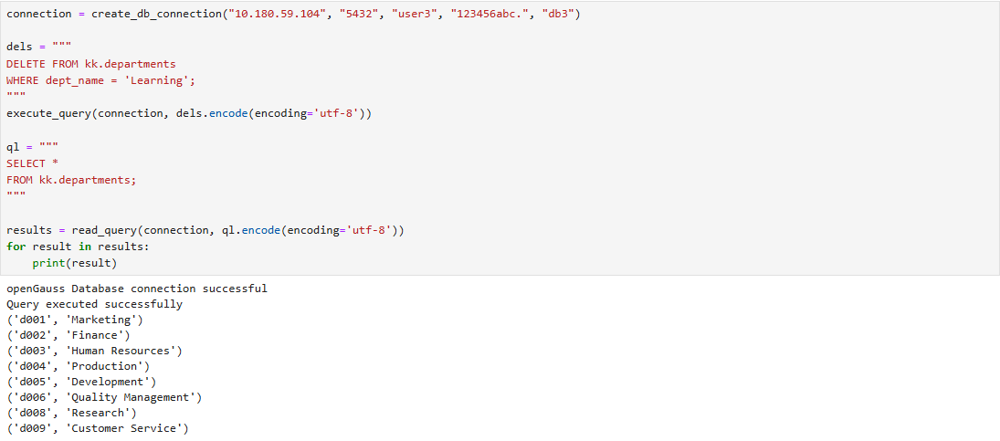 connection = create_db_connection("10.180.59.104", "5432", "user3", "123456abc.", "db3")
dels = """
DELETE FROM kk.departments
WHERE dept_name = 'Learning';
"""
execute_query(connection, dels.encode(encoding='utf-8'))
ql = """
SELECT *
FROM kk.departments;
"""
results = read_query(connection, ql.encode(encoding='utf-8'))
for result in results:
    print(result)
openGauss Database connection successful
Query executed successfully
('d001', 'Marketing')
('d002', 'Finance')
('d003', 'Human Resources')
('d004', 'Production')
('d005', 'Development')
('d006', 'Quality Management')
('d008', 'Research')
('d009', 'Customer Service')